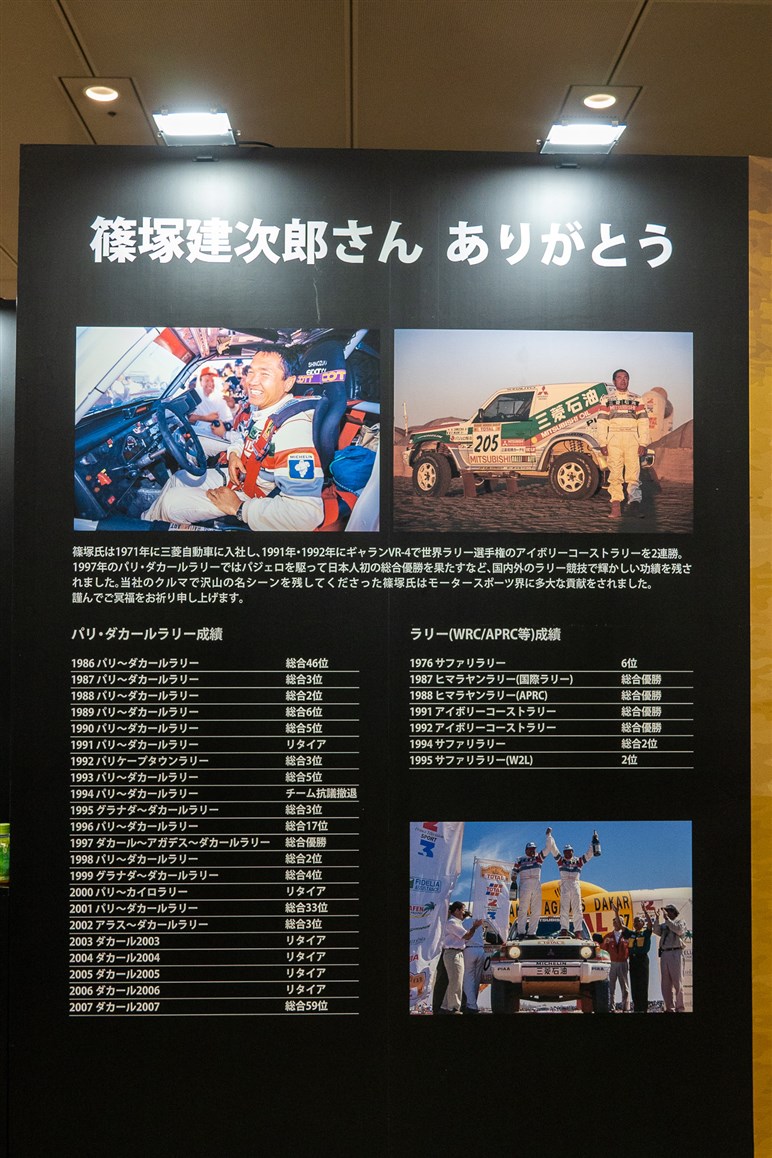 篠塚建次郎さん ありがとう
MICHELIN
205
三菱石油
MITSUBISHI OIL
MITSUBISHI
篠塚氏は1971年に三菱自動車に入社し、1991年・1992年にギャランVR-4で世界ラリー選手権のアイボリーコーストラリーを2連勝。
1997年のパリ・ダカールラリーではパジェロを駆って日本人初の総合優勝を果たすなど、国内外のラリー競技で輝かしい功績を残さ
れました。当社のクルマで沢山の名シーンを残してくださった篠塚氏はモータースポーツ界に多大な貢献をされました。
謹んでご冥福をお祈り申し上げます。
パリ・ダカールラリー成績
1986 パリ〜ダカールラリー 総合46位
1987 パリ〜ダカールラリー 総合3位
1988 パリ〜ダカールラリー 総合2位
1989 パリ〜ダカールラリー 総合6位
1990 パリ〜ダカールラリー 総合5位
1991 パリ〜ダカールラリー リタイア
1992 パリケープタウンラリー 総合3位
1993 パリ〜ダカールラリー 総合5位
1994 パリ〜ダカールラリー チーム抗議撤退
1995 グラナダ〜ダカールラリー 総合3位
1996 パリ〜ダカールラリー 総合17位
1997 ダカール〜アガデス〜ダカールラリー 総合優勝
1998 パリ〜ダカールラリー 総合2位
1999 グラナダ〜ダカールラリー 総合4位
2000 パリ〜カイロラリー リタイア
2001 パリ〜ダカールラリー 総合33位
2002 アラス〜ダカールラリー 総合3位
2003 ダカール2003 リタイア
2004 ダカール2004 リタイア
2005 ダカール2005 リタイア
2006 ダカール2006 リタイア
2007 ダカール2007 総合59位
ラリー(WRC/APRC等)成績
1976 サファリラリー 6位
1987 ヒマラヤンラリー(国際ラリー) 総合優勝
1988 ヒマラヤンラリー(APRC) 総合優勝
1991 アイボリーコーストラリー 総合優勝
1992 アイボリーコーストラリー 総合優勝
1994 サファリラリー 総合2位
1995 サファリラリー(W2L) 2位
SPORT
FIDELIA
TOTAL
DAKAR
MICHELIN
PIAA 三菱石油 PIAA